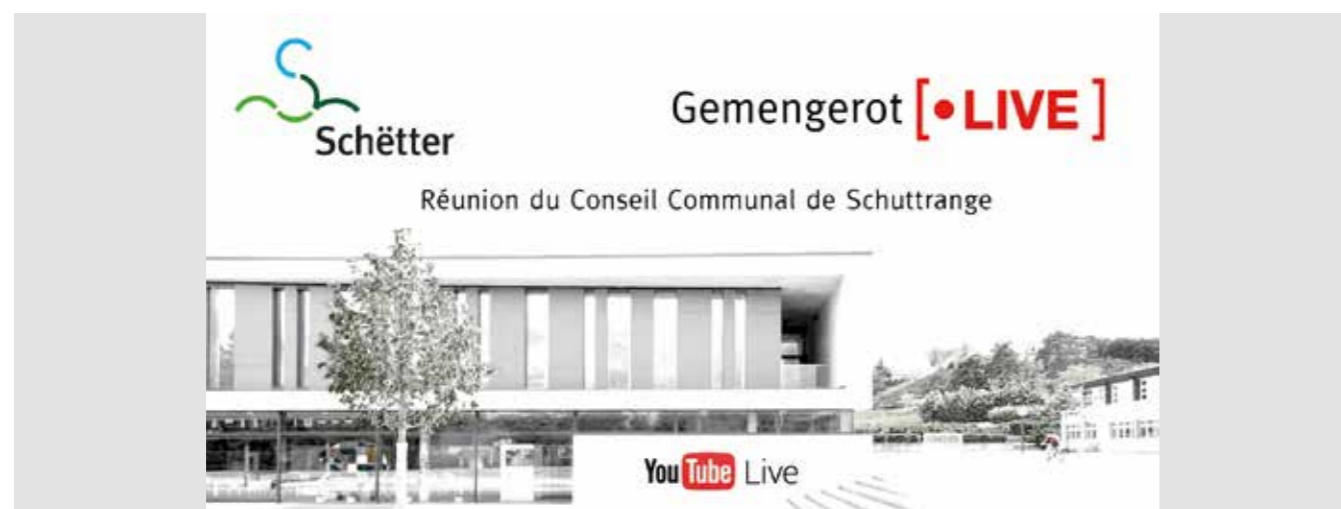 Schëtter
Gemengerot [• LIVE ]
Réunion du Conseil Communal de Schuttrange
YouTube Live